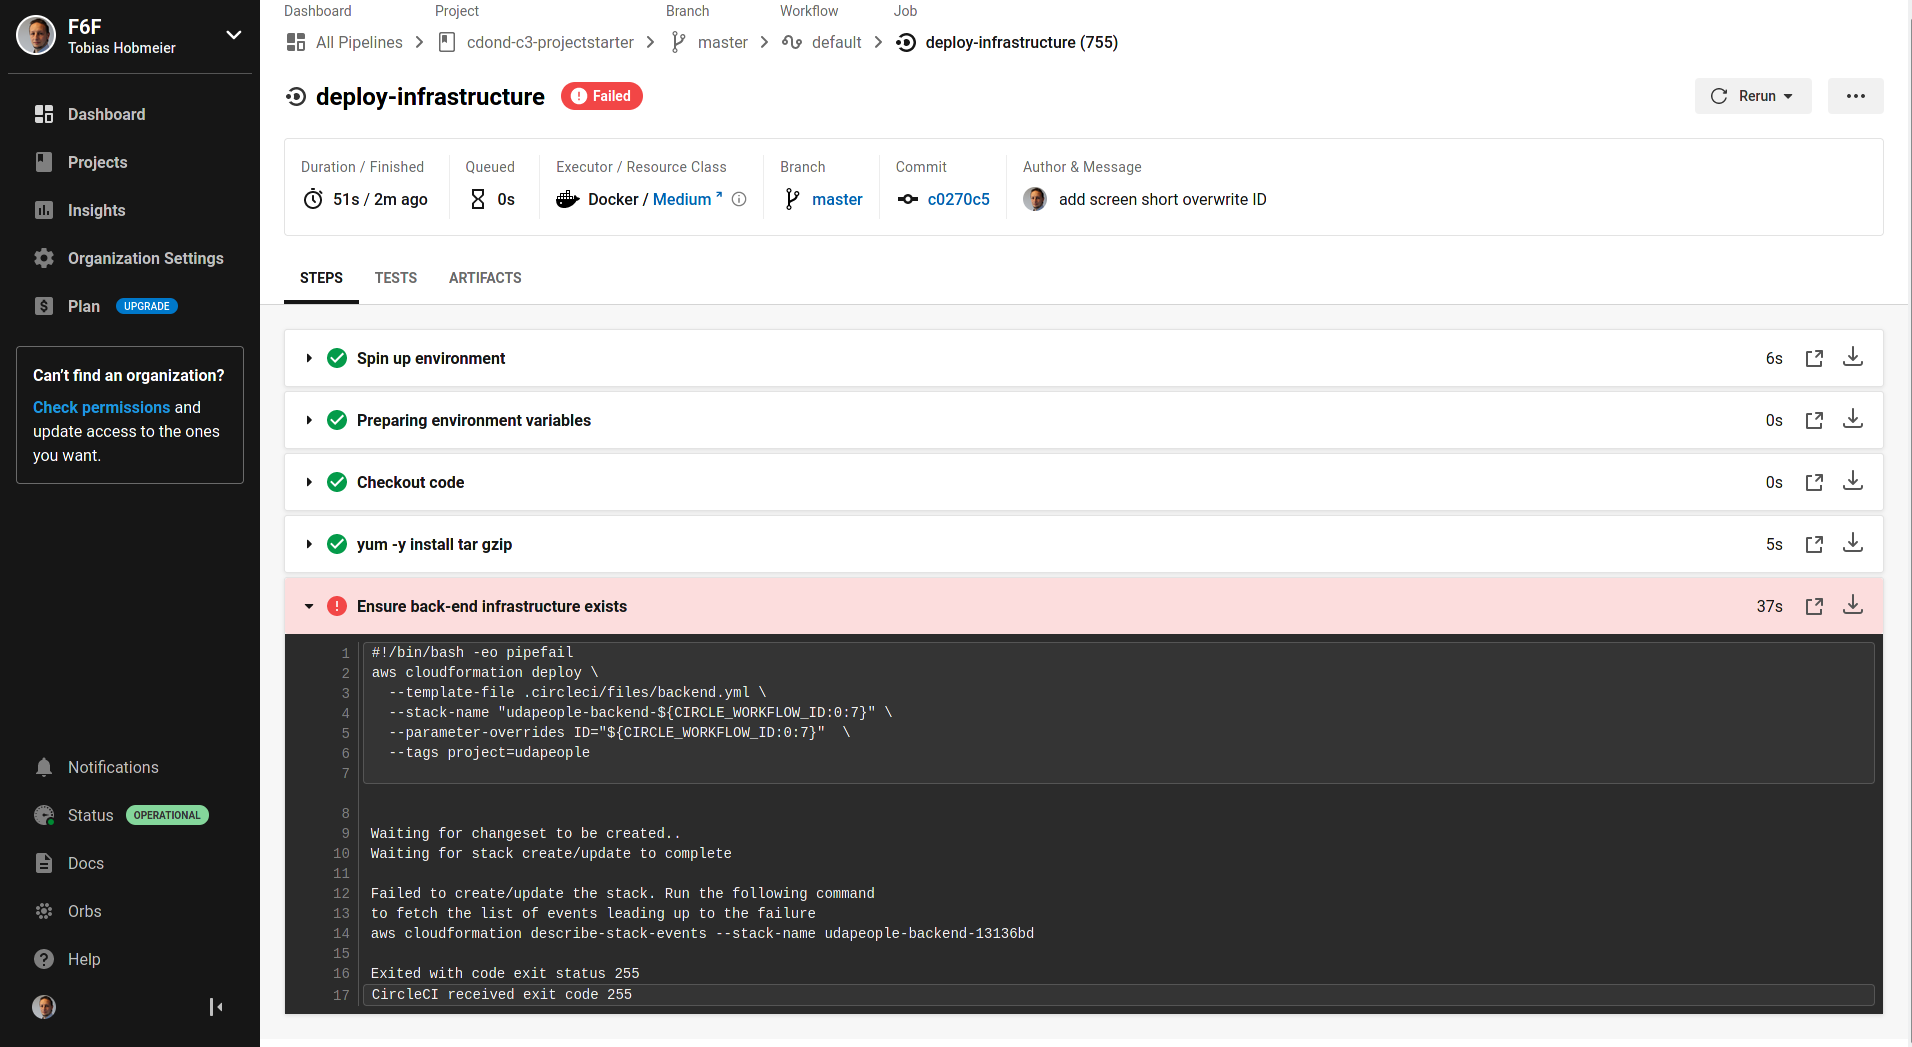 F6F
Tobias Hobmeier
Dashboard
Projects
Insights
Organization Settings
Plan UPGRADE
Can't find an organization?
Check permissions and
update access to the ones
you want.
Notifications
Status OPERATIONAL
Docs
Orbs
Help
Dashboard Project Branch Workflow Job
All Pipelines cdond-c3-projectstarter master default deploy-infrastructure (755)
deploy-infrastructure Failed
Rerun
Duration / Finished Queued Executor / Resource Class Branch Commit Author & Message
51s / 2m ago 0s Docker / Medium master c0270c5 add screen short overwrite ID
STEPS TESTS ARTIFACTS
Spin up environment 6s
Preparing environment variables 0s
Checkout code 0s
yum -y install tar gzip 5s
Ensure back-end infrastructure exists 37s
1 #!/bin/bash -eo pipefail
2 aws cloudformation deploy \
3 --template-file .circleci/files/backend.yml \
4 --stack-name "udapeople-backend-${CIRCLE_WORKFLOW_ID:0:7}" \
5 --parameter-overrides ID="${CIRCLE_WORKFLOW_ID:0:7}" \
6 --tags project=udapeople
7
8
9 Waiting for changeset to be created..
10 Waiting for stack create/update to complete
11
12 Failed to create/update the stack. Run the following command
13 to fetch the list of events leading up to the failure
14 aws cloudformation describe-stack-events --stack-name udapeople-backend-13136bd
15
16 Exited with code exit status 255
17 CircleCI received exit code 255